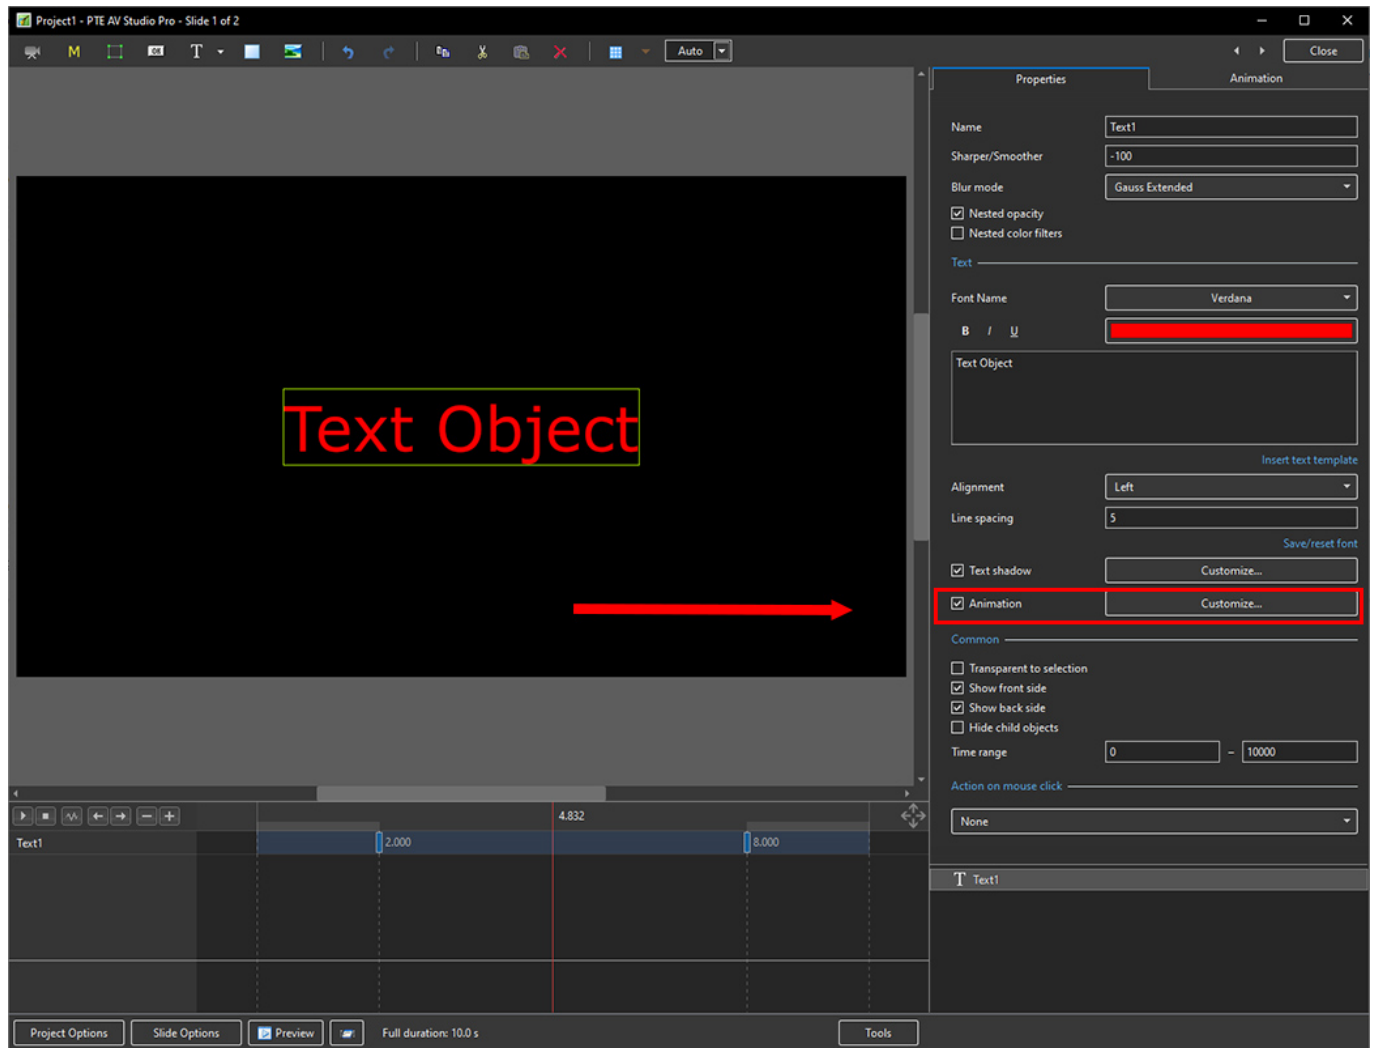 Project1 - PTE AV Studio Pro - Slide 1 of 2
M OK T Auto Close
Properties Animation
Name Text1
Sharper/Smoother -100
Blur mode Gauss Extended
Nested opacity
Nested color filters
Text
Font Name Verdana
B I U
Text Object
Text Object
Insert text template
Alignment Left
Line spacing 5
Save/reset font
Text shadow Customize...
Animation Customize...
Common
Transparent to selection
Show front side
Show back side
Hide child objects
Time range 0 – 10000
Action on mouse click
None
4.832
Text1 2.000 8.000
T Text1
Project Options Slide Options Preview Full duration: 10.0 s Tools